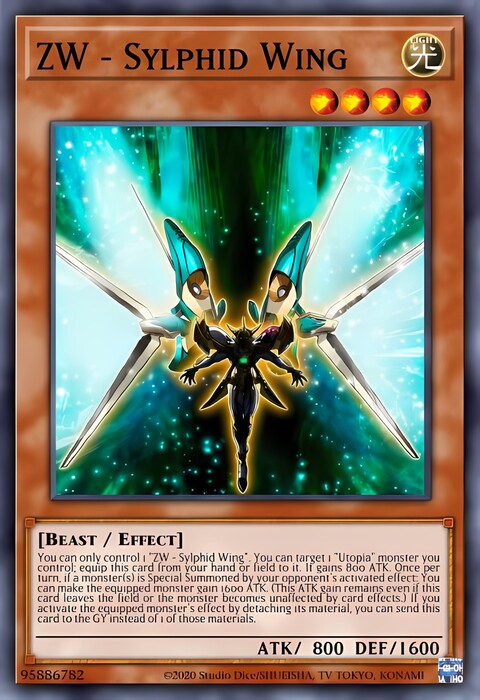 ZW - Sylphid Wing
LIGHT
光
[Beast / Effect]
You can only control 1 "ZW - Sylphid Wing". You can target 1 "Utopia" monster you
control; equip this card from your hand or field to it. It gains 800 ATK. Once per
turn, if a monster(s) is Special Summoned by your opponent's activated effect: You
can make the equipped monster gain 1600 ATK. (This ATK gain remains even if this
card leaves the field or the monster becomes unaffected by card effects.) If you
activate the equipped monster's effect by detaching its material, you can send this
card to the GY instead of 1 of those materials.
ATK/ 800 DEF/1600
95886782
©2020 Studio Dice/SHUEISHA, TV TOKYO, KONAMI